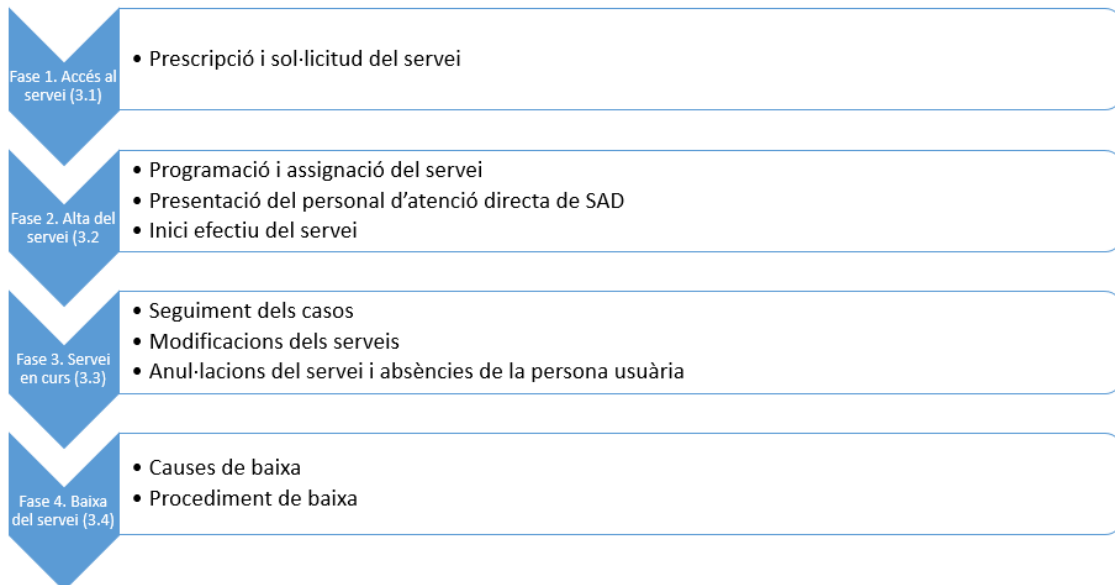 Fase 1. Accés al
servei (3.1)
• Prescripció i sol·licitud del servei
Fase 2. Alta del
servei (3.2
• Programació i assignació del servei
• Presentació del personal d'atenció directa de SAD
• Inici efectiu del servei
Fase 3. Servei
en curs (3.3)
• Seguiment dels casos
• Modificacions dels serveis
• Anul·lacions del servei i absències de la persona usuària
Fase 4. Baixa
del servei (3.4)
• Causes de baixa
• Procediment de baixa